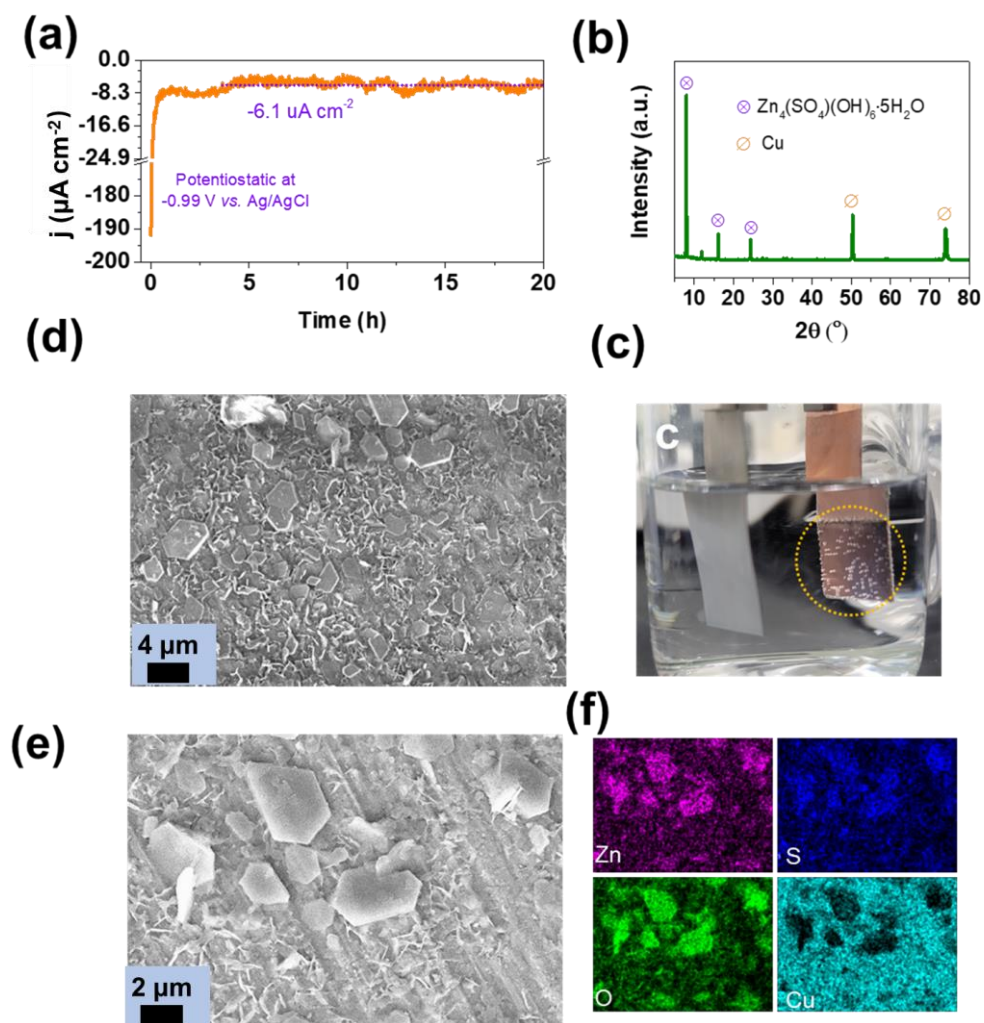 (a)
0.0
-8.3
-16.6
-24.9
-180
-190
-200
j (µA cm-2)
-6.1 uA cm-2
Potentiostatic at
-0.99 V vs. Ag/AgCl
0 5 10 15 20
Time (h)
(b)
Intensity (a.u.)
Zn4(SO4)(OH)6·5H2O
Cu
10 20 30 40 50 60 70 80
2θ (°)
(d)
4 µm
(c)
c
(e)
2 µm
(f)
Zn
S
O
Cu